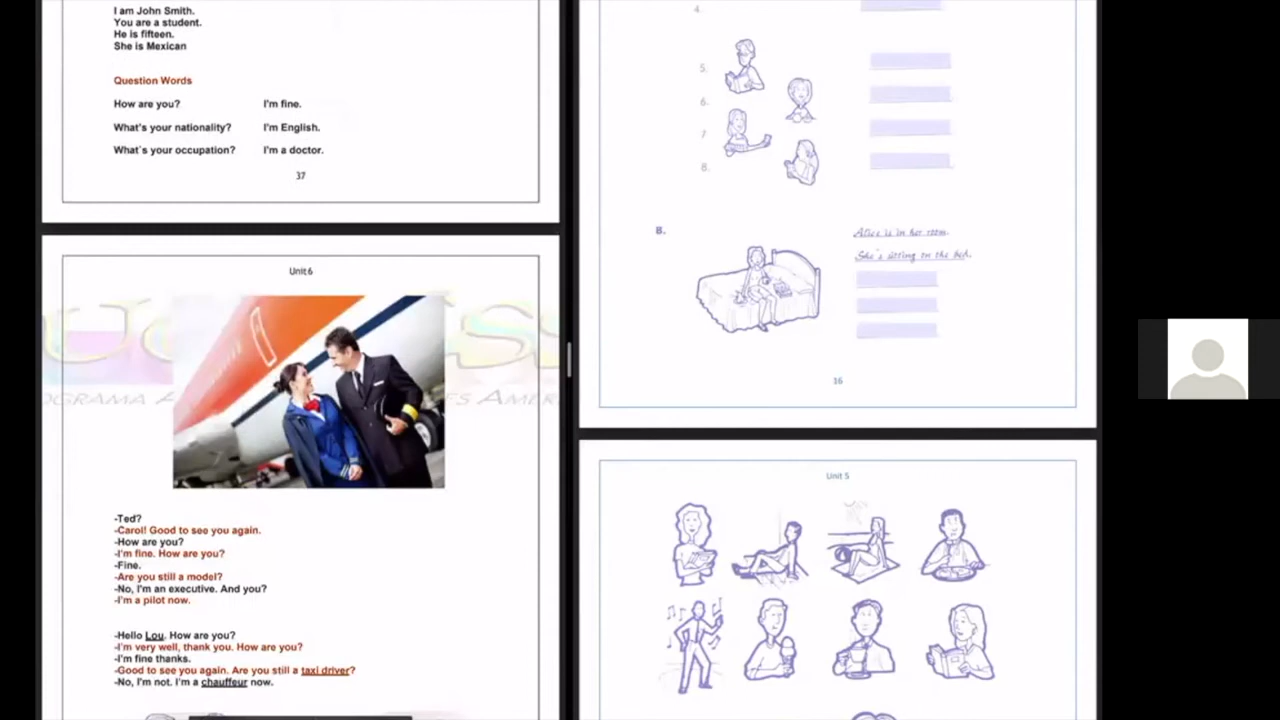 I am John Smith.
You are a student.
He is fifteen.
She is Mexican
Question Words
How are you? I'm fine.
What's your nationality? I'm English.
What`s your occupation? I'm a doctor.
37
Unit 6
OGRAMA
-Ted?
-Carol! Good to see you again.
-How are you?
-I'm fine. How are you?
-Fine.
-Are you still a model?
-No, I'm an executive. And you?
-I'm a pilot now.
-Hello Lou. How are you?
-I'm very well, thank you. How are you?
-I'm fine thanks.
-Good to see you again. Are you still a taxi driver?
-No, I'm not. I'm a chauffeur now.
4.
5.
6.
7
8.
B.
Alice is in her room.
She's sitting on the bed.
16
Unit 5